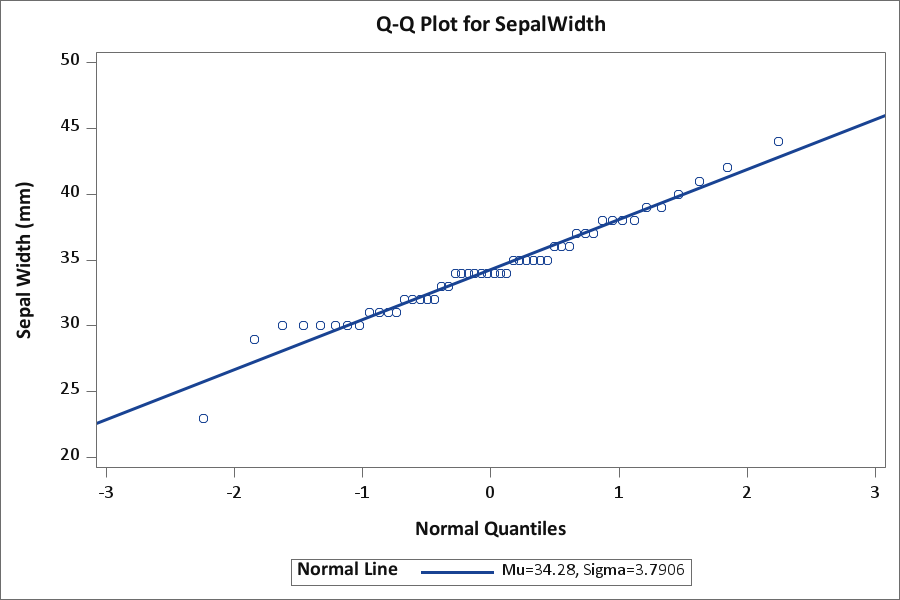 Q-Q Plot for SepalWidth
50
45
40
35
30
25
20
Sepal Width (mm)
-3 -2 -1 0 1 2 3
Normal Quantiles
Normal Line Mu=34.28, Sigma=3.7906